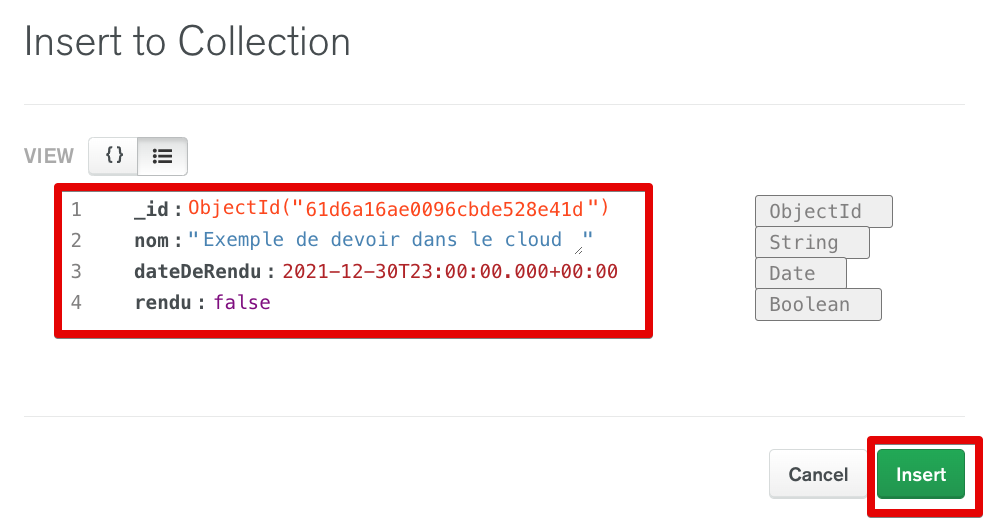 Insert to Collection
VIEW {}
1 _id : ObjectId("61d6a16ae0096cbde528e41d") ObjectId
2 nom : "Exemple de devoir dans le cloud " String
3 dateDeRendu : 2021-12-30T23:00:00.000+00:00 Date
4 rendu : false Boolean
Cancel Insert